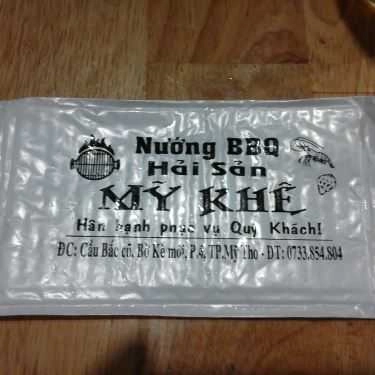 Nướng BBQ
Hải Sản
MỸ KHÊ
Hân hạnh phục vụ Quý Khách!
ĐC: Cầu Bắc cũ, Bờ Kè mới, P.4, TP.Mỹ Tho - ĐT: 0733.854.804